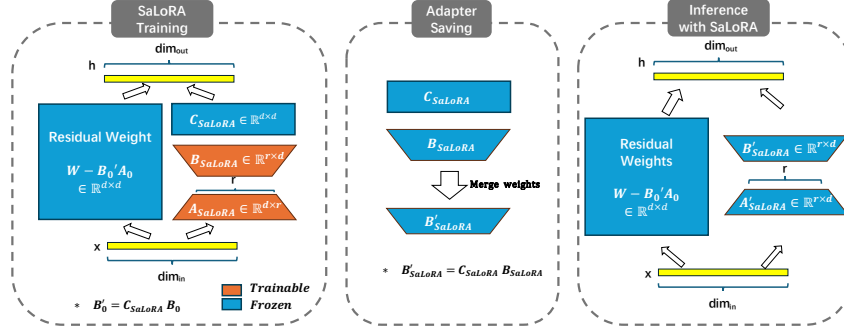 SaLoRA
Training
dim_out
h
Residual Weight
W − B_0'A_0
∈ ℝ^{d×d}
C_SaLoRA ∈ ℝ^{d×d}
B_SaLoRA ∈ ℝ^{r×d}
r
A_SaLoRA ∈ ℝ^{d×r}
x
dim_in
Trainable
Frozen
* B_0' = C_SaLoRA B_0
Adapter
Saving
C_SaLoRA
B_SaLoRA
Merge weights
B'_SaLoRA
* B'_SaLoRA = C_SaLoRA B_SaLoRA
Inference
with SaLoRA
dim_out
h
Residual
Weights
W − B_0'A_0
∈ ℝ^{d×d}
B'_SaLoRA ∈ ℝ^{r×d}
r
A'_SaLoRA ∈ ℝ^{r×d}
x
dim_in